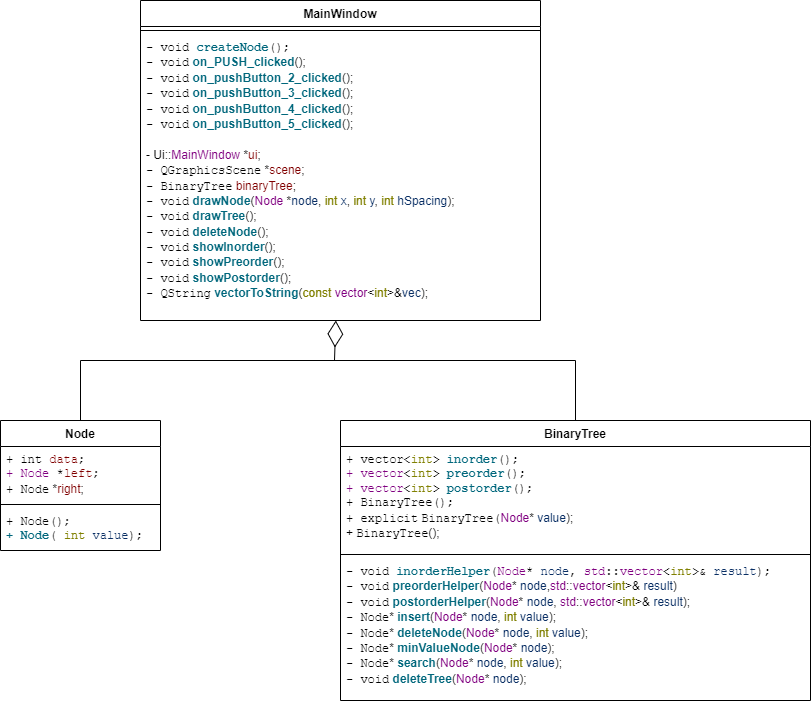 MainWindow
- void createNode();
- void on_PUSH_clicked();
- void on_pushButton_2_clicked();
- void on_pushButton_3_clicked();
- void on_pushButton_4_clicked();
- void on_pushButton_5_clicked();
- Ui::MainWindow *ui;
- QGraphicsScene *scene;
- BinaryTree binaryTree;
- void drawNode(Node *node, int x, int y, int hSpacing);
- void drawTree();
- void deleteNode();
- void showInorder();
- void showPreorder();
- void showPostorder();
- QString vectorToString(const vector<int>&vec);
Node
+ int data;
+ Node *left;
+ Node *right;
+ Node();
+ Node( int value);
BinaryTree
+ vector<int> inorder();
+ vector<int> preorder();
+ vector<int> postorder();
+ BinaryTree();
+ explicit BinaryTree(Node* value);
+ BinaryTree();
- void inorderHelper(Node* node, std::vector<int>& result);
- void preorderHelper(Node* node,std::vector<int>& result)
- void postorderHelper(Node* node, std::vector<int>& result);
- Node* insert(Node* node, int value);
- Node* deleteNode(Node* node, int value);
- Node* minValueNode(Node* node);
- Node* search(Node* node, int value);
- void deleteTree(Node* node);